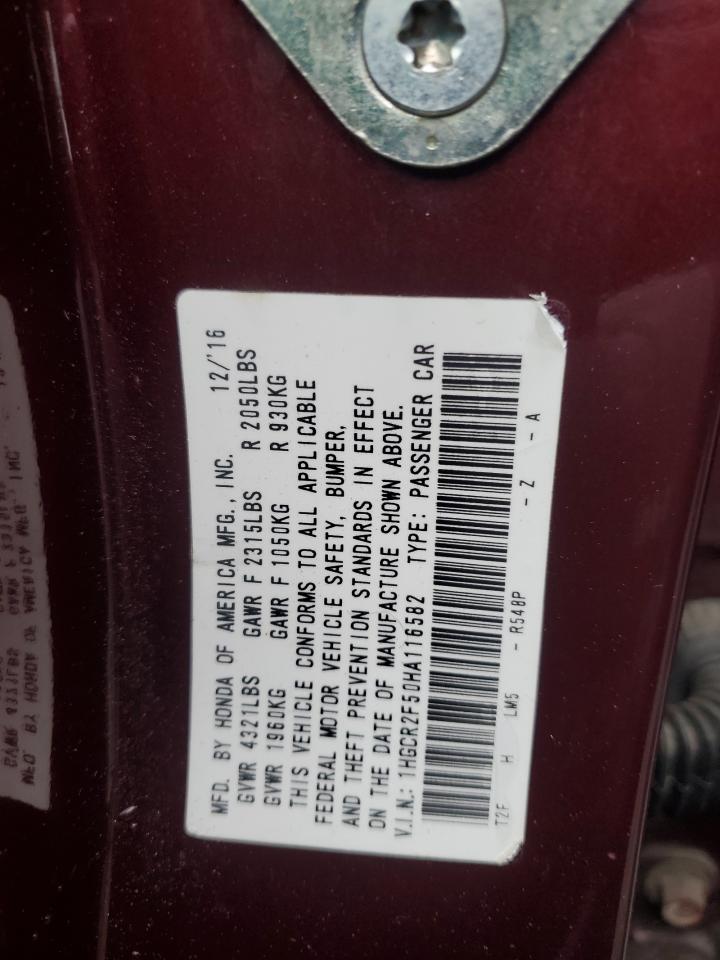 MFD. BY HONDA OF AMERICA MFG., INC. 12/'16
GVWR 4321LBS GAWR F 2315LBS R 2050LBS
GVWR 1960KG GAWR F 1050KG R 930KG
THIS VEHICLE CONFORMS TO ALL APPLICABLE
FEDERAL MOTOR VEHICLE SAFETY, BUMPER,
AND THEFT PREVENTION STANDARDS IN EFFECT
ON THE DATE OF MANUFACTURE SHOWN ABOVE.
V.I.N.: 1HGCR2F50HA116582 TYPE: PASSENGER CAR
T2F H LM5 - R548P - Z - A